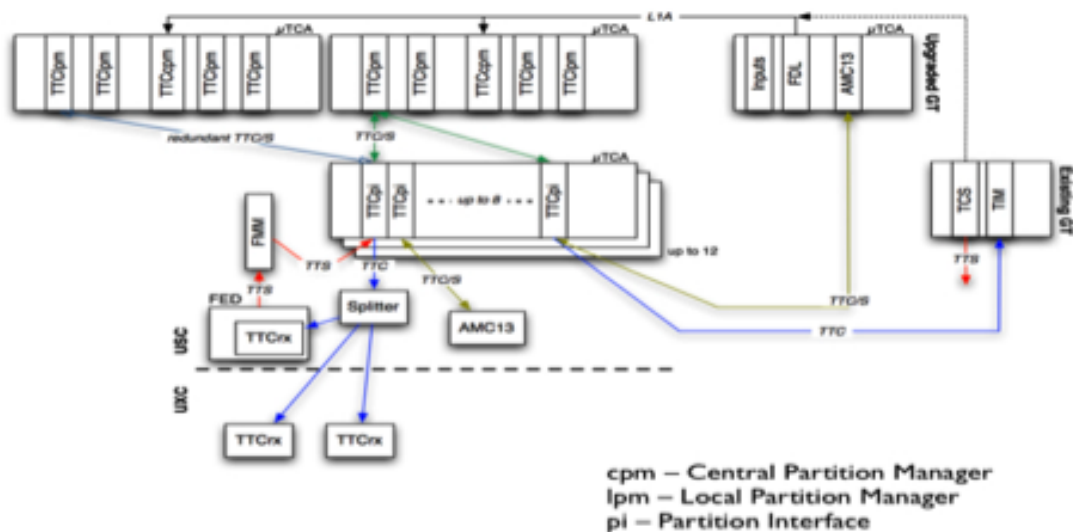 L1A
µTCA
µTCA
µTCA
TTCpm
TTCpm
TTCcpm
TTCpm
TTCpm
TTCpm
TTCpm
TTCcpm
TTCpm
TTCpm
Inputs
FDL
AMC13
Upgraded GT
redundant TTC/S
TTC/S
µTCA
TTCpi
TTCpi
up to 8
TTCpi
up to 12
TCS
TIM
Existing GT
FMM
TTS
TTC
TTC/S
TTC/S
TTS
TTS
TTC
FED
TTCrx
Splitter
AMC13
USC
UXC
TTCrx
TTCrx
cpm – Central Partition Manager
lpm – Local Partition Manager
pi – Partition Interface